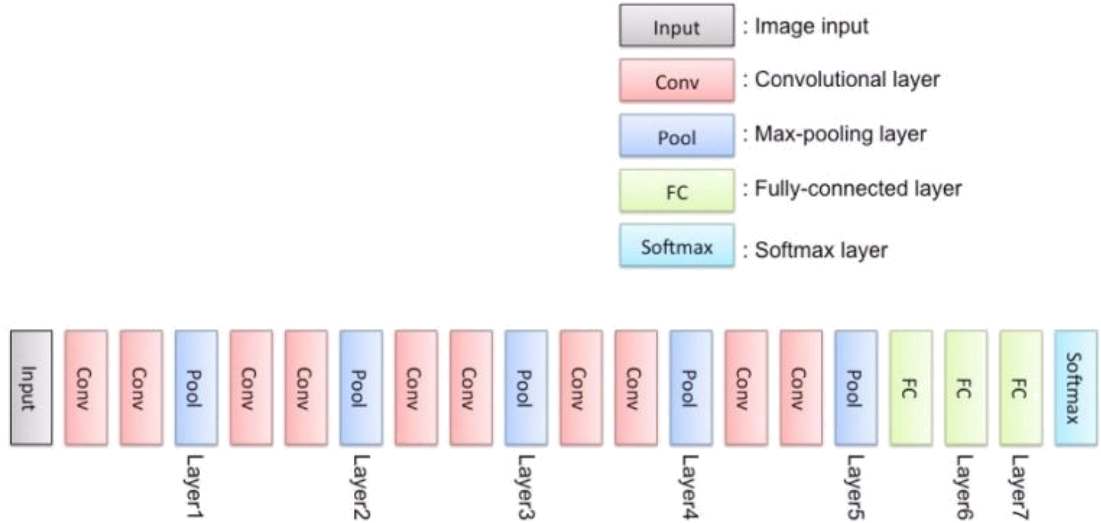 Input : Image input
Conv : Convolutional layer
Pool : Max-pooling layer
FC : Fully-connected layer
Softmax : Softmax layer
Input
Conv
Conv
Pool
Conv
Conv
Pool
Conv
Conv
Pool
Conv
Conv
Pool
Conv
Conv
Pool
FC
FC
FC
Softmax
Layer1
Layer2
Layer3
Layer4
Layer5
Layer6
Layer7